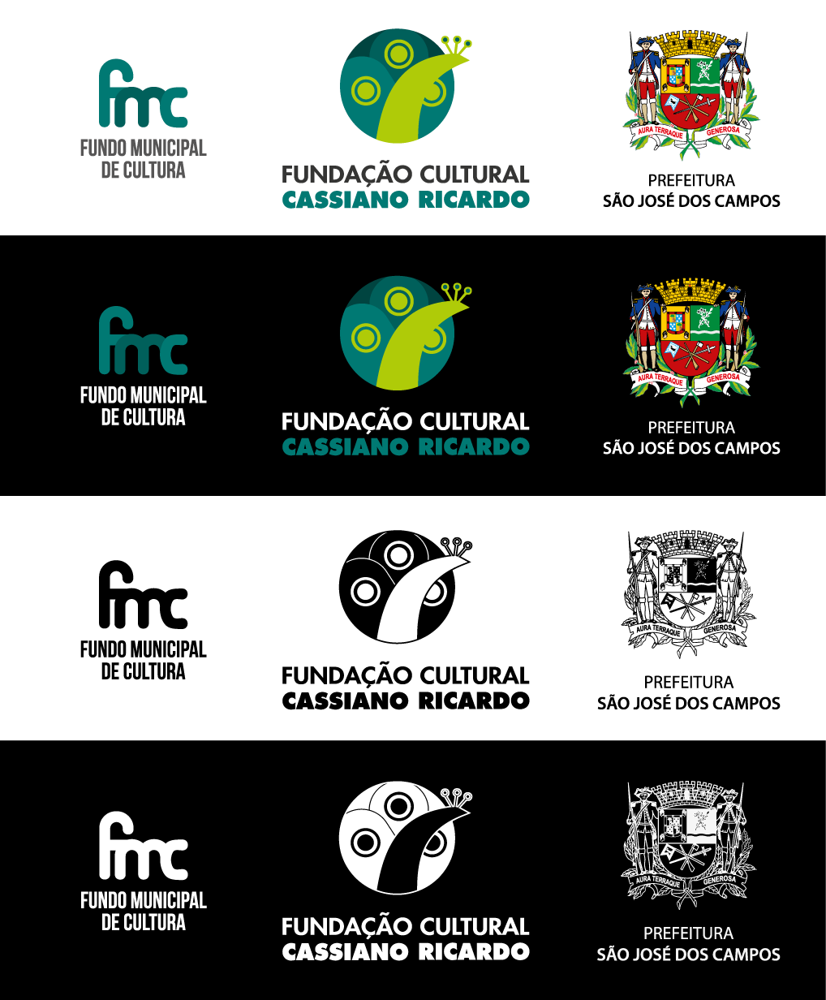 fmc
FUNDO MUNICIPAL
DE CULTURA
FUNDAÇÃO CULTURAL
CASSIANO RICARDO
AURA TERRAQUE GENEROSA
PREFEITURA
SÃO JOSÉ DOS CAMPOS
fmc
FUNDO MUNICIPAL
DE CULTURA
FUNDAÇÃO CULTURAL
CASSIANO RICARDO
AURA TERRAQUE GENEROSA
PREFEITURA
SÃO JOSÉ DOS CAMPOS
fmc
FUNDO MUNICIPAL
DE CULTURA
FUNDAÇÃO CULTURAL
CASSIANO RICARDO
AURA TERRAQUE GENEROSA
PREFEITURA
SÃO JOSÉ DOS CAMPOS
fmc
FUNDO MUNICIPAL
DE CULTURA
FUNDAÇÃO CULTURAL
CASSIANO RICARDO
AURA TERRAQUE GENEROSA
PREFEITURA
SÃO JOSÉ DOS CAMPOS